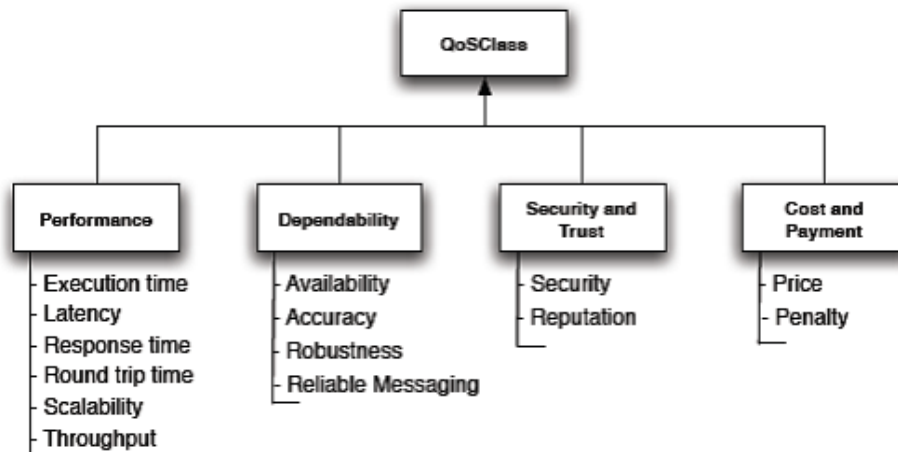 QoSClass
Performance
- Execution time
- Latency
- Response time
- Round trip time
- Scalability
- Throughput
Dependability
- Availability
- Accuracy
- Robustness
- Reliable Messaging
Security and
Trust
- Security
- Reputation
Cost and
Payment
- Price
- Penalty